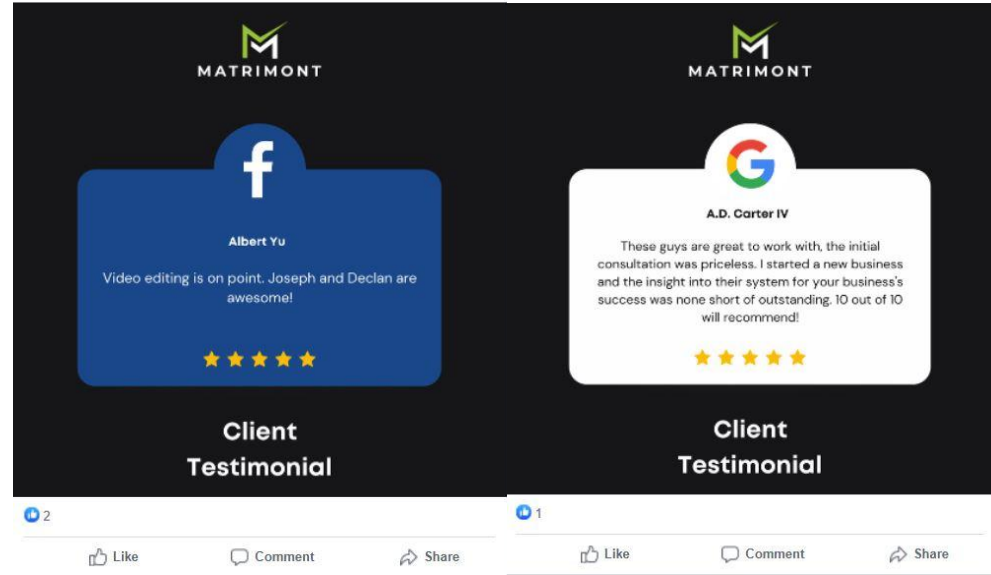 MATRIMONT
Albert Yu
Video editing is on point. Joseph and Declan are
awesome!
Client
Testimonial
2
Like
Comment
Share
MATRIMONT
A.D. Carter IV
These guys are great to work with, the initial
consultation was priceless. I started a new business
and the insight into their system for your business's
success was none short of outstanding. 10 out of 10
will recommend!
Client
Testimonial
1
Like
Comment
Share